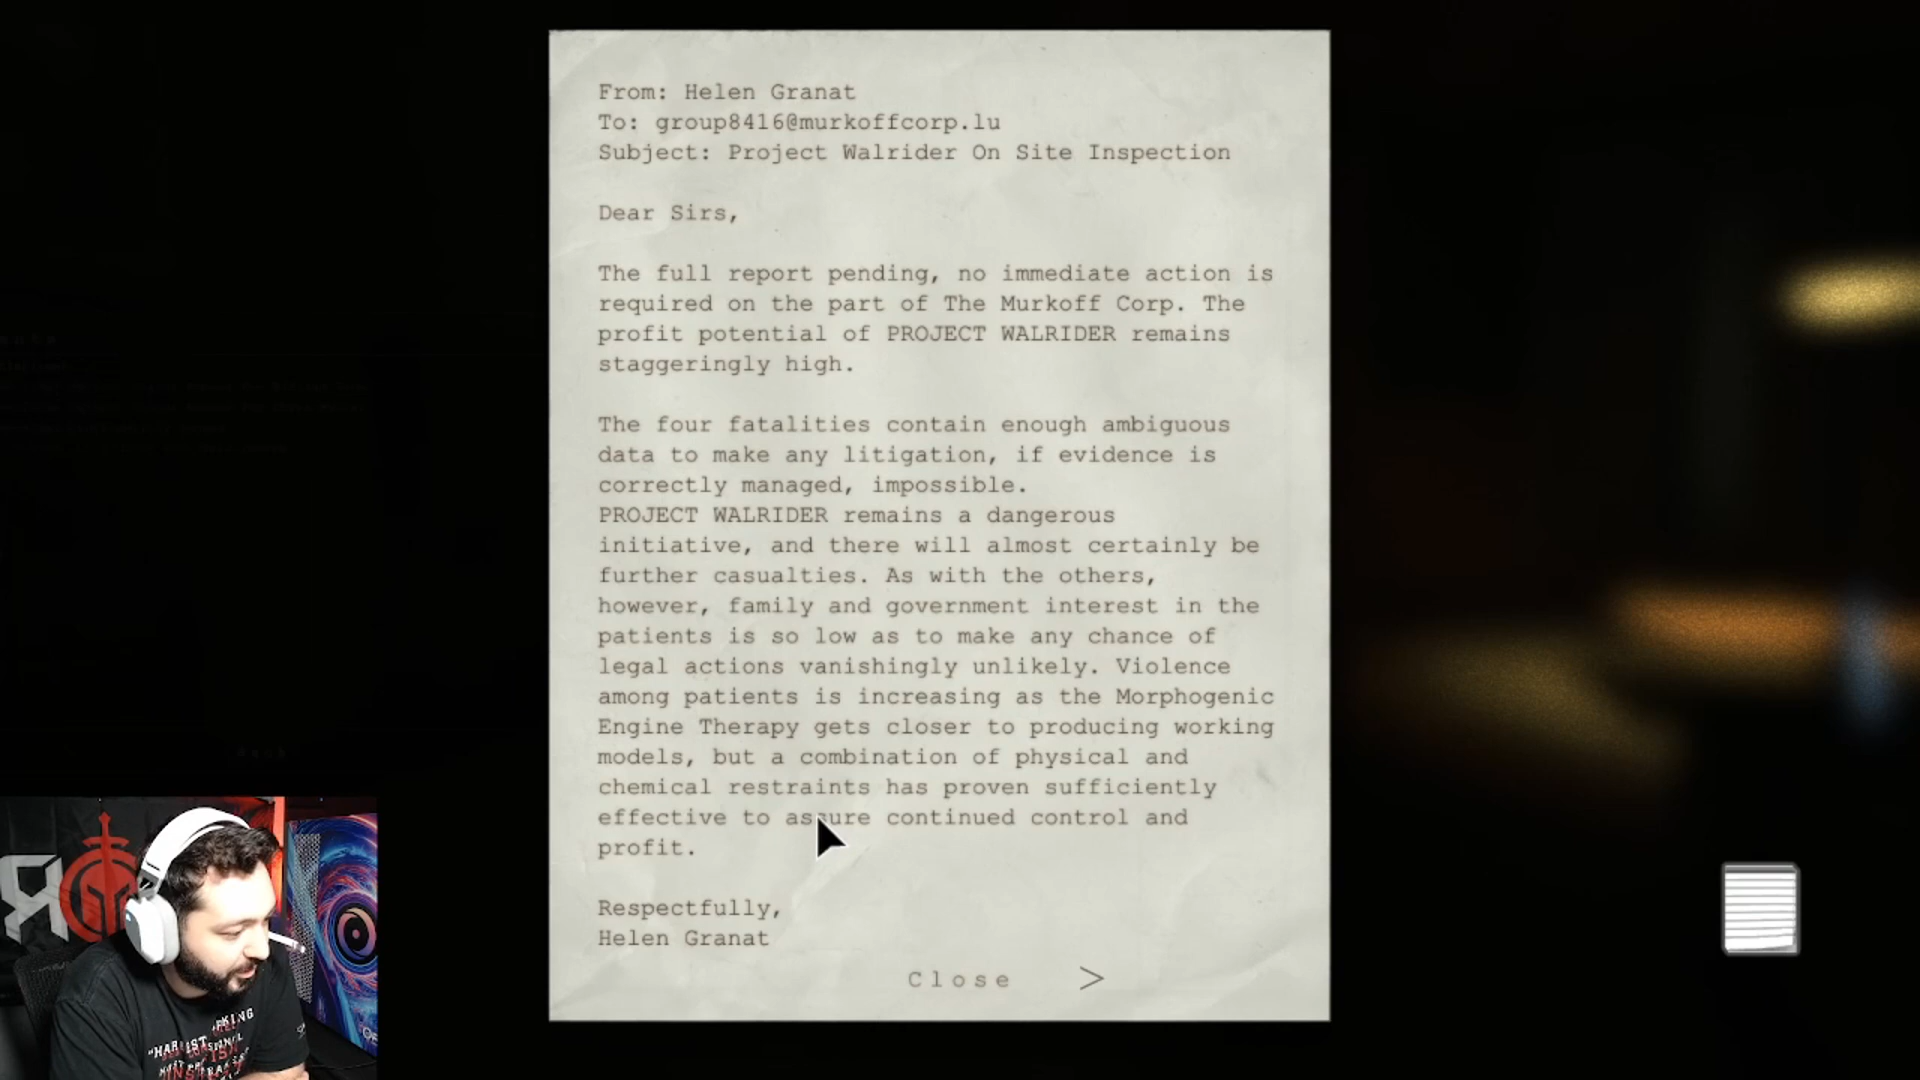 From: Helen Granat
To: group8416@murkoffcorp.lu
Subject: Project Walrider On Site Inspection
Dear Sirs,
The full report pending, no immediate action is
required on the part of The Murkoff Corp. The
profit potential of PROJECT WALRIDER remains
staggeringly high.
The four fatalities contain enough ambiguous
data to make any litigation, if evidence is
correctly managed, impossible.
PROJECT WALRIDER remains a dangerous
initiative, and there will almost certainly be
further casualties. As with the others,
however, family and government interest in the
patients is so low as to make any chance of
legal actions vanishingly unlikely. Violence
among patients is increasing as the Morphogenic
Engine Therapy gets closer to producing working
models, but a combination of physical and
chemical restraints has proven sufficiently
effective to assure continued control and
profit.
Respectfully,
Helen Granat
Close >